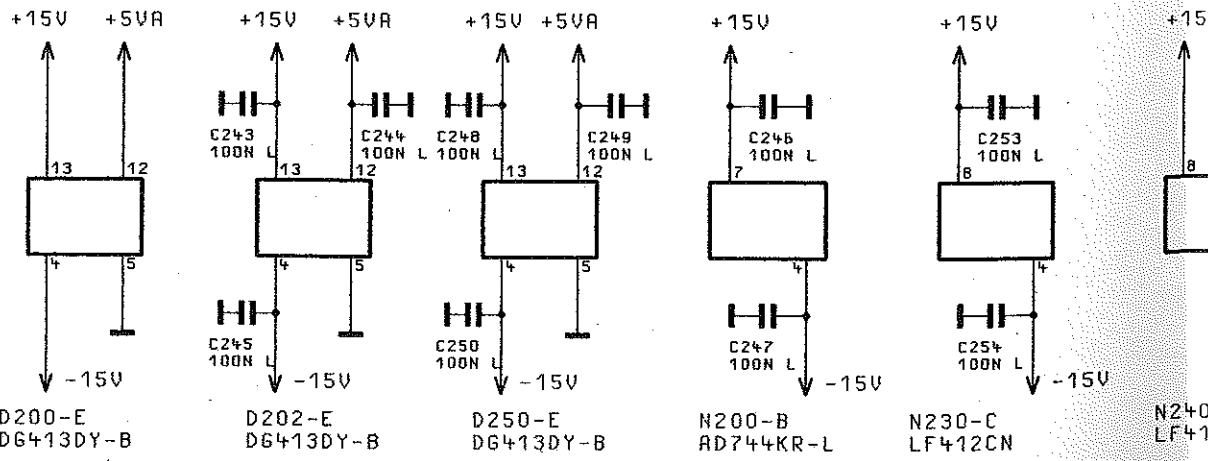 +15V +5VA +15V +5VA +15V +5VA +15V +15V +15
C243 C244 C248 C249 C246 C253
100N L 100N L 100N L 100N L 100N L 100N L
13 12 13 12 13 12 7 8 8
4 5 4 5 4 5 4 4
C245 C250 C247 C254
100N L 100N L 100N L 100N L
-15V -15V -15V -15V -15V
D200-E D202-E D250-E N200-B N230-C N240
DG413DY-B DG413DY-B DG413DY-B AD744KR-L LF412CN LF41